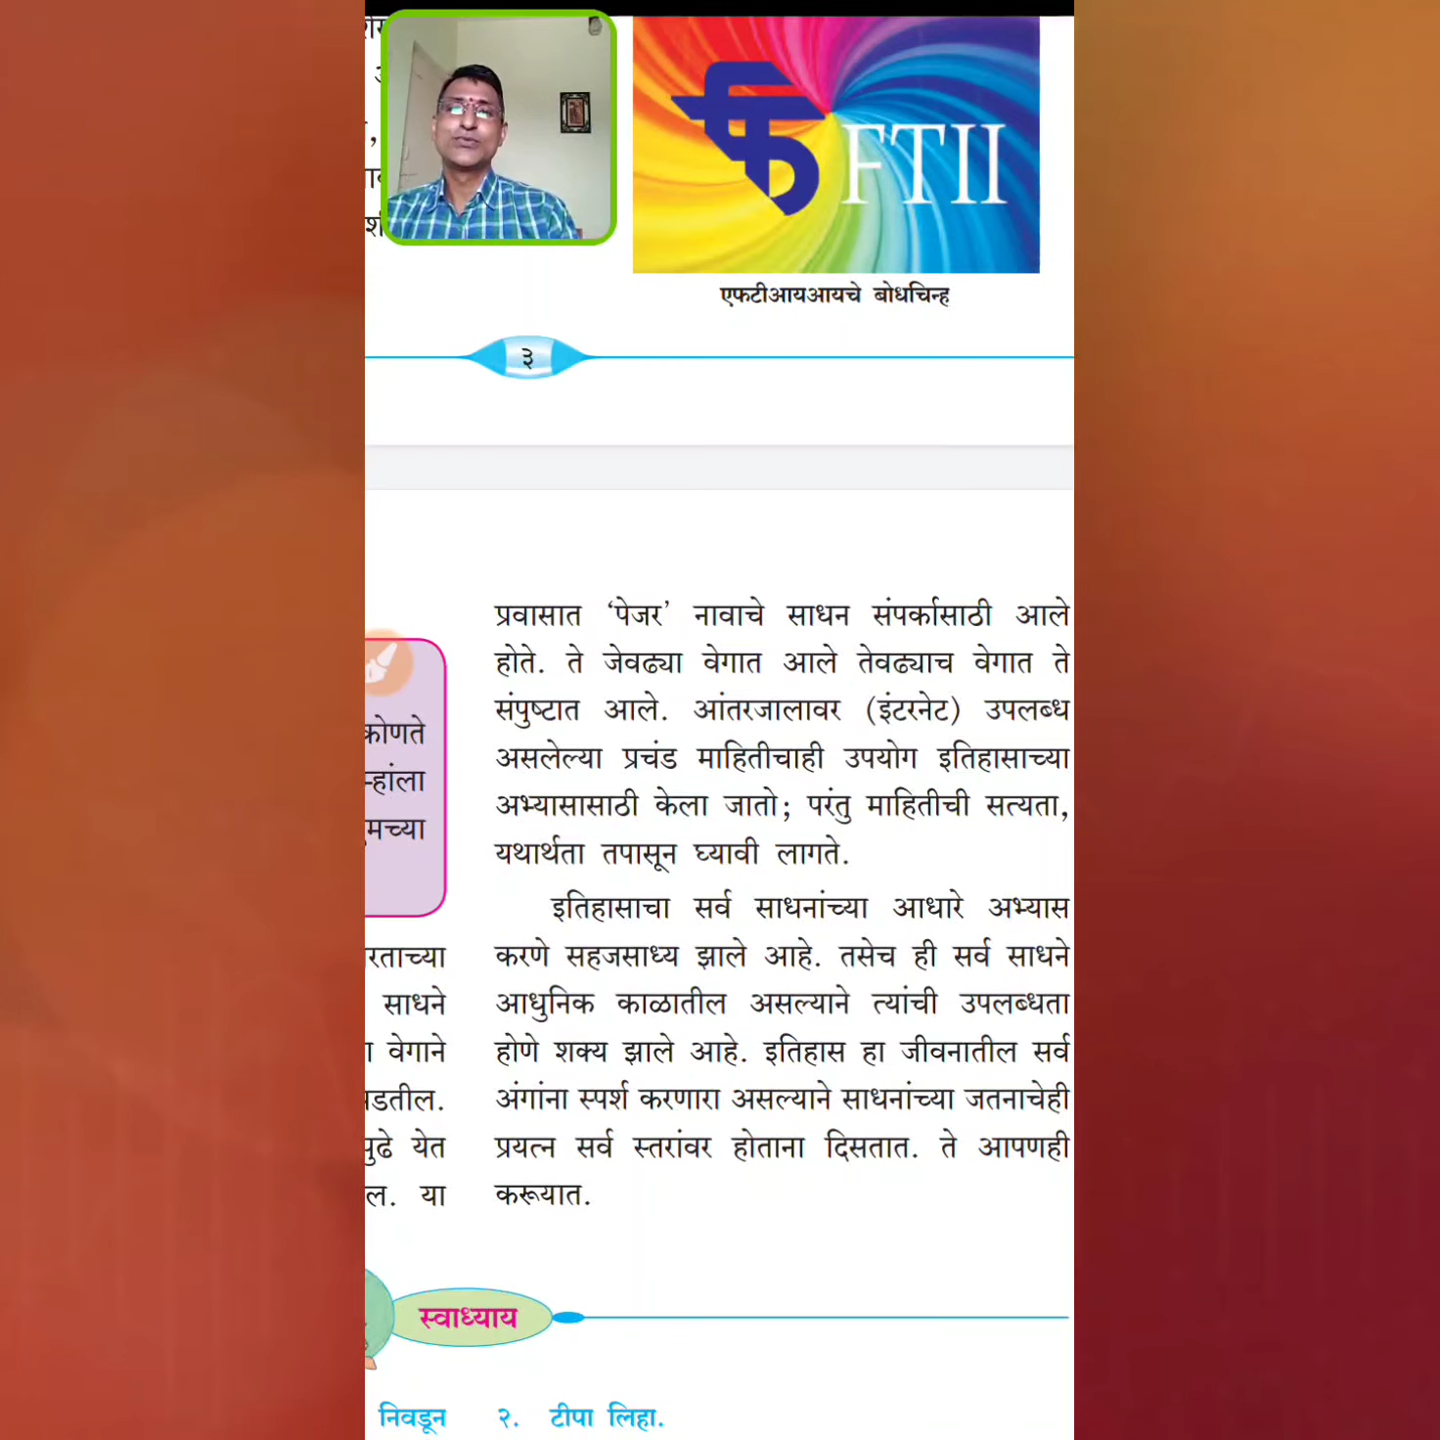 फ FTII
एफटीआयआयचे बोधचिन्ह
३
कोणते
रताच्या
साधने
वेगाने
येत
या
प्रवासात ‘पेजर’ नावाचे साधन संपर्कासाठी आले
होते. ते जेवढ्या वेगात आले तेवढ्याच वेगात ते
संपुष्टात आले. आंतरजालावर (इंटरनेट) उपलब्ध
असलेल्या प्रचंड माहितीचाही उपयोग इतिहासाच्या
अभ्यासासाठी केला जातो; परंतु माहितीची सत्यता,
यथार्थता तपासून घ्यावी लागते.
इतिहासाचा सर्व साधनांच्या आधारे अभ्यास
करणे सहजसाध्य झाले आहे. तसेच ही सर्व साधने
आधुनिक काळातील असल्याने त्यांची उपलब्धता
होणे शक्य झाले आहे. इतिहास हा जीवनातील सर्व
अंगांना स्पर्श करणारा असल्याने साधनांच्या जतनाचेही
प्रयत्न सर्व स्तरांवर होताना दिसतात. ते आपणही
करूयात.
स्वाध्याय
निवडून
२. टीपा लिहा.